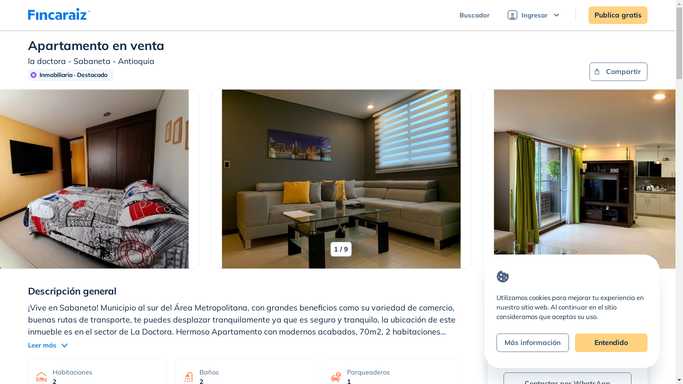 Fincaraiz
Buscador
Ingresar
Publica gratis
Apartamento en venta
la doctora - Sabaneta - Antioquia
Inmobiliaria - Destacado
Compartir
1 / 9
Descripción general
¡Vive en Sabaneta! Municipio al sur del Área Metropolitana, con grandes beneficios como su variedad de comercio,
buenas rutas de transporte, te puedes desplazar tranquilamente ya que es seguro y tranquilo, la ubicación de este
inmueble es en el sector de La Doctora. Hermoso Apartamento con modernos acabados, 70m2, 2 habitaciones...
Leer más
Habitaciones
2
Baños
2
Parqueaderos
1
Utilizamos cookies para mejorar tu experiencia en
nuestro sitio web. Al continuar en el sitio
consideramos que aceptas su uso.
Más información
Entendido
Contactar por WhatsApp